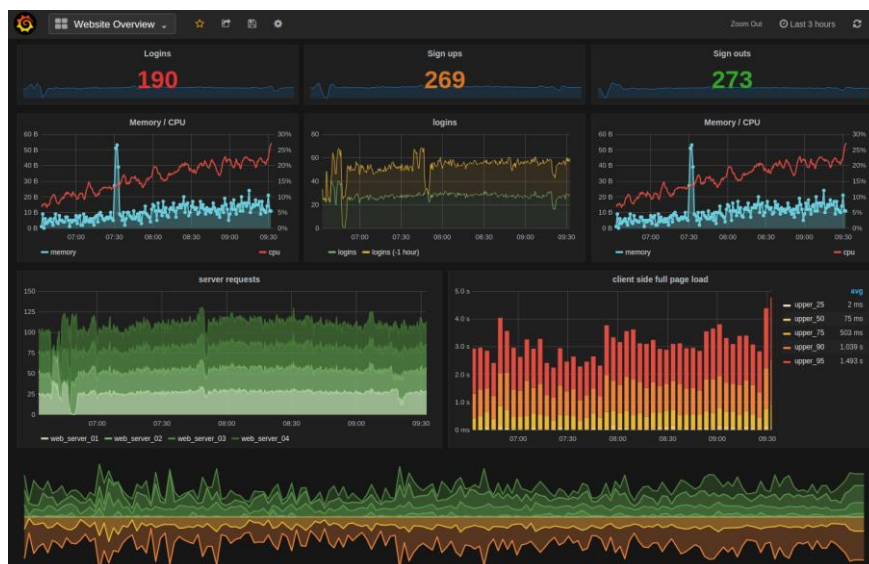 Website Overview
Zoom Out Last 3 hours
Logins Sign ups Sign outs
190 269 273
Memory / CPU
60 B 30%
50 B 25%
40 B 20%
30 B 15%
20 B 10%
10 B 5%
0 B 0%
07:00 07:30 08:00 08:30 09:00 09:30
memory cpu
logins
80
60
40
20
0
07:00 07:30 08:00 08:30 09:00 09:30
logins logins (-1 hour)
Memory / CPU
60 B 30%
50 B 25%
40 B 20%
30 B 15%
20 B 10%
10 B 5%
0 B 0%
07:00 07:30 08:00 08:30 09:00 09:30
memory cpu
server requests
150
125
100
75
50
25
0
07:00 07:30 08:00 08:30 09:00 09:30
web_server_01 web_server_02 web_server_03 web_server_04
client side full page load
5.0 s
4.0 s
3.0 s
2.0 s
1.0 s
0 ms
07:00 07:30 08:00 08:30 09:00 09:30
avg
upper_25 2 ms
upper_50 75 ms
upper_75 503 ms
upper_90 1.039 s
upper_95 1.493 s